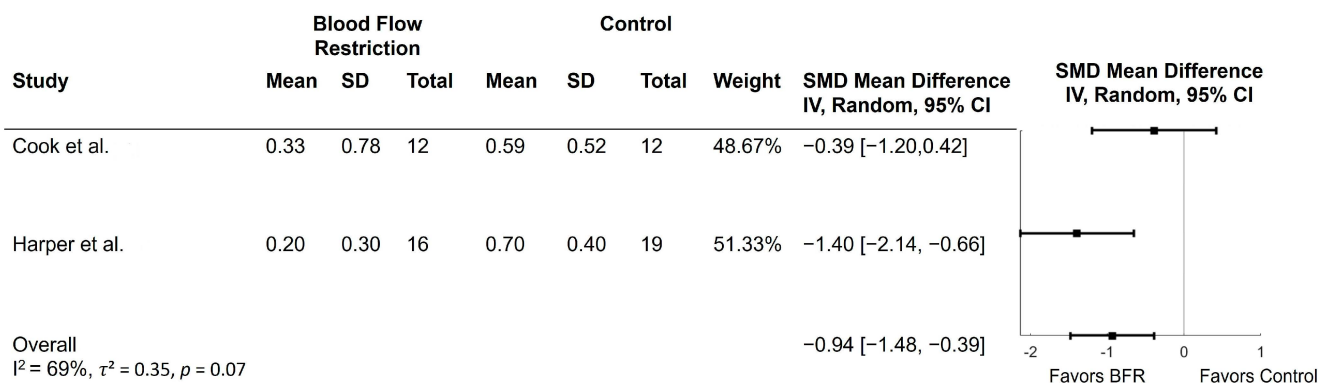 Blood Flow Restriction Control
Study Mean SD Total Mean SD Total Weight SMD Mean Difference IV, Random, 95% CI SMD Mean Difference IV, Random, 95% CI
Cook et al. 0.33 0.78 12 0.59 0.52 12 48.67% −0.39 [−1.20,0.42]
Harper et al. 0.20 0.30 16 0.70 0.40 19 51.33% −1.40 [−2.14, −0.66]
Overall −0.94 [−1.48, −0.39]
I² = 69%, τ² = 0.35, p = 0.07
-2 -1 0 1
Favors BFR Favors Control